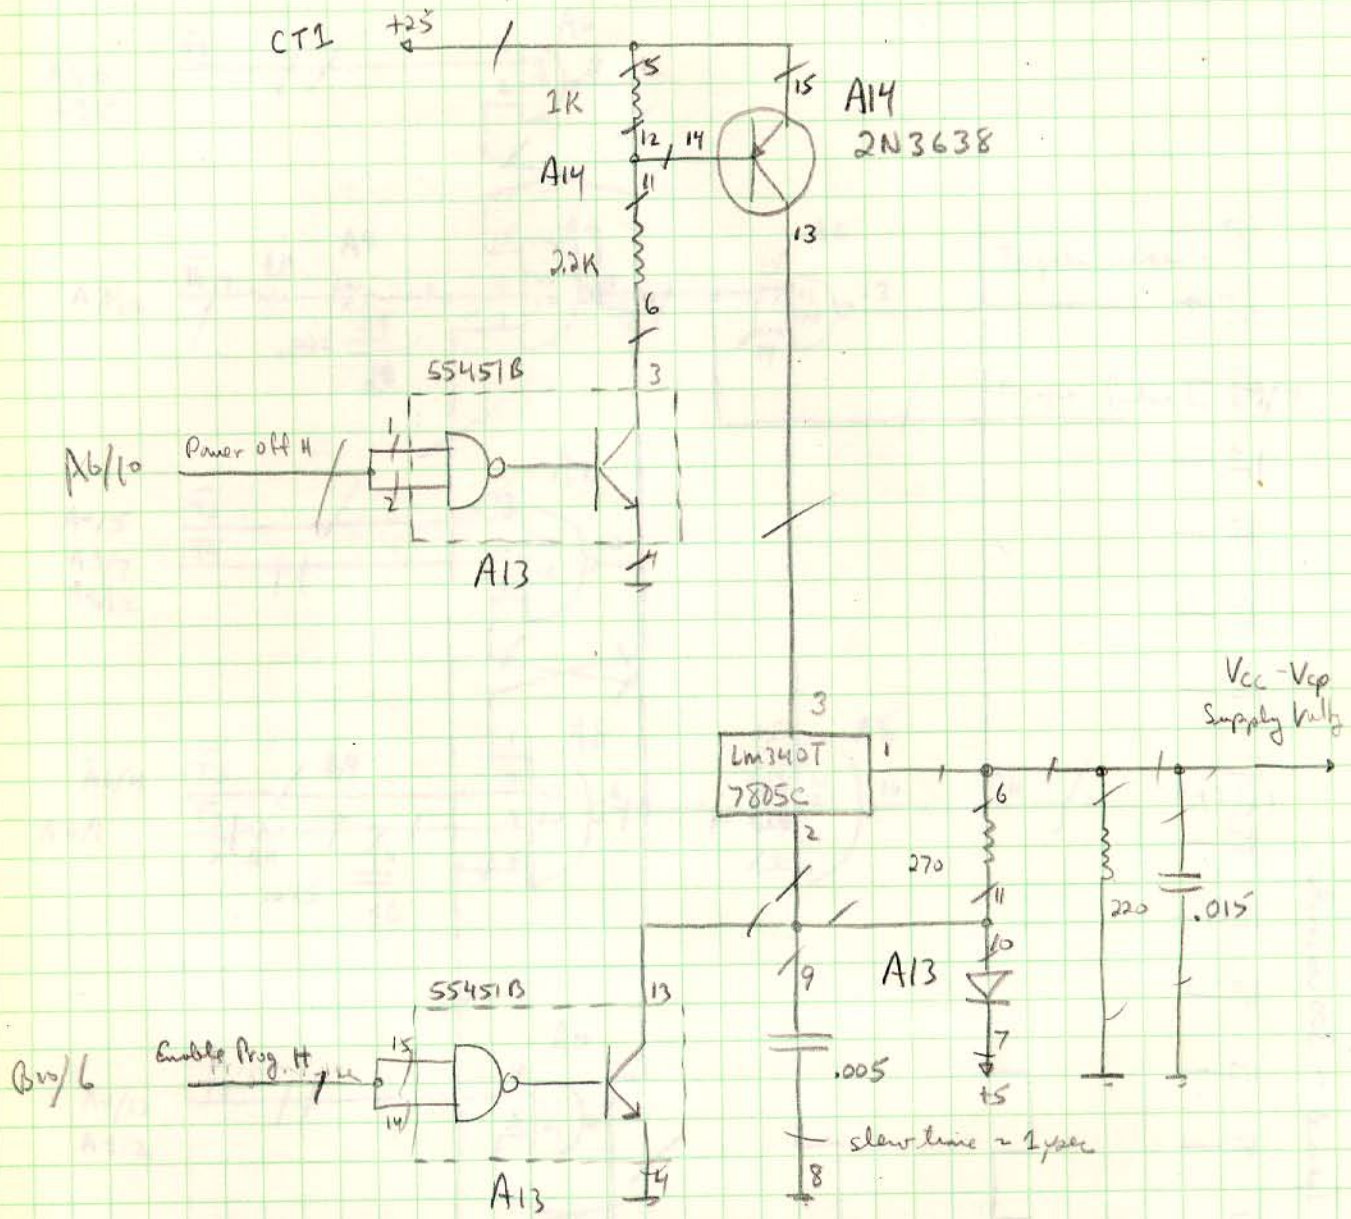 CT1
+25
5
1K
15
A14
2N3638
12
14
A14
11
13
2.2K
6
55451B
3
A6/10
Power off H
1
2
4
A13
3
Vcc-Vcp
Supply
LM340T
7805C
1
2
6
270
11
220
.015
10
A13
9
55451B
13
7
+5
.005
B10/6
Enable Prog. H
15
14
slew time ~ 1 μsec
4
8
A13